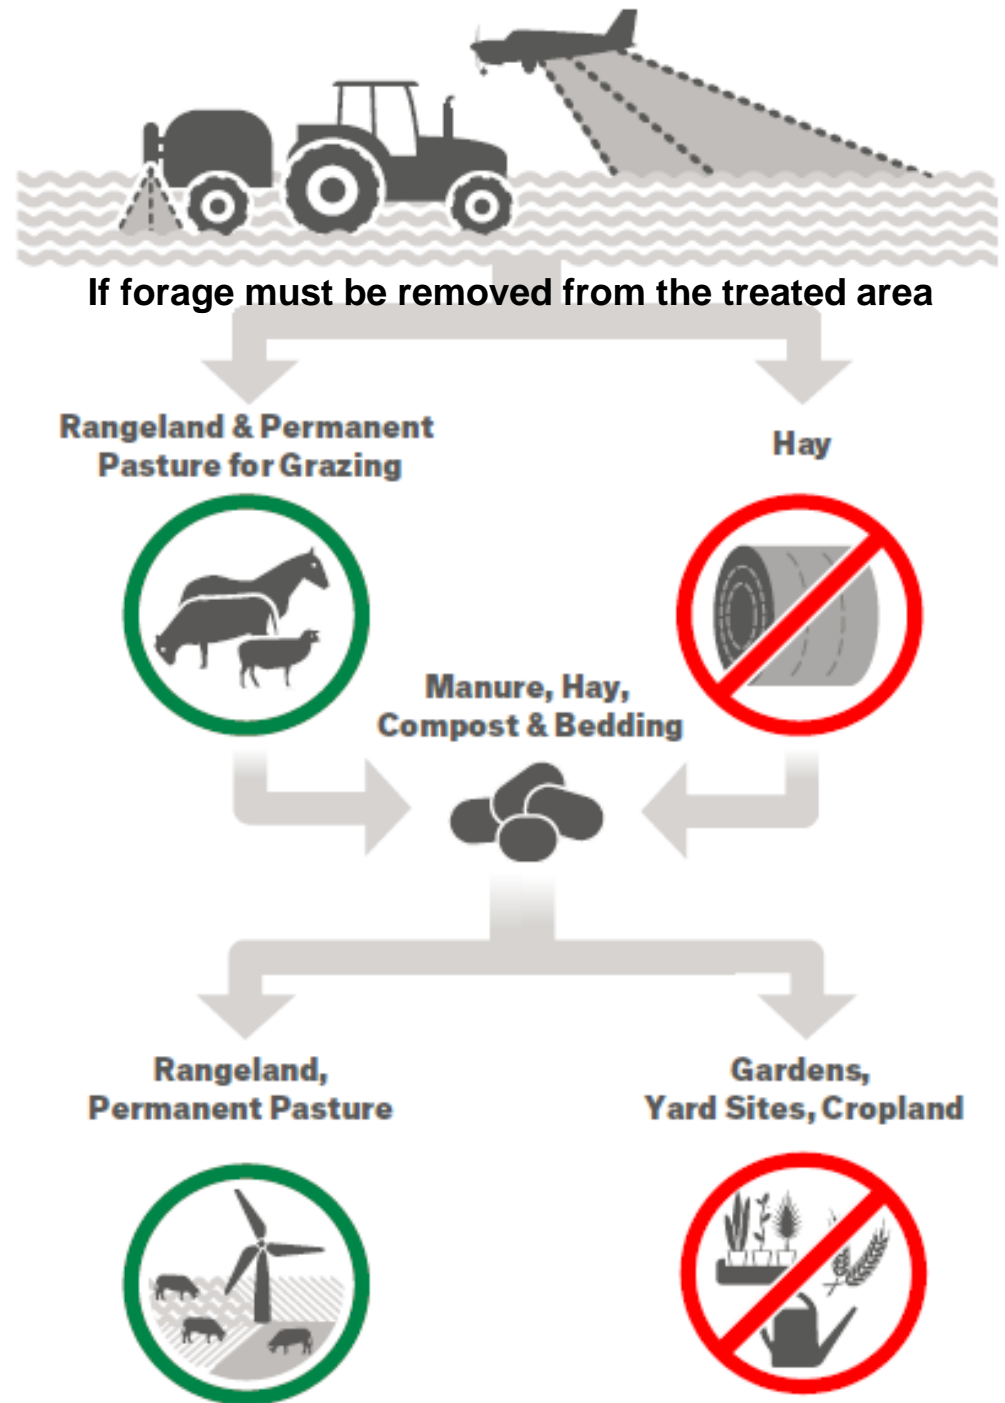 If forage must be removed from the treated area
Rangeland & Permanent
Pasture for Grazing
Hay
Manure, Hay,
Compost & Bedding
Rangeland,
Permanent Pasture
Gardens,
Yard Sites, Cropland